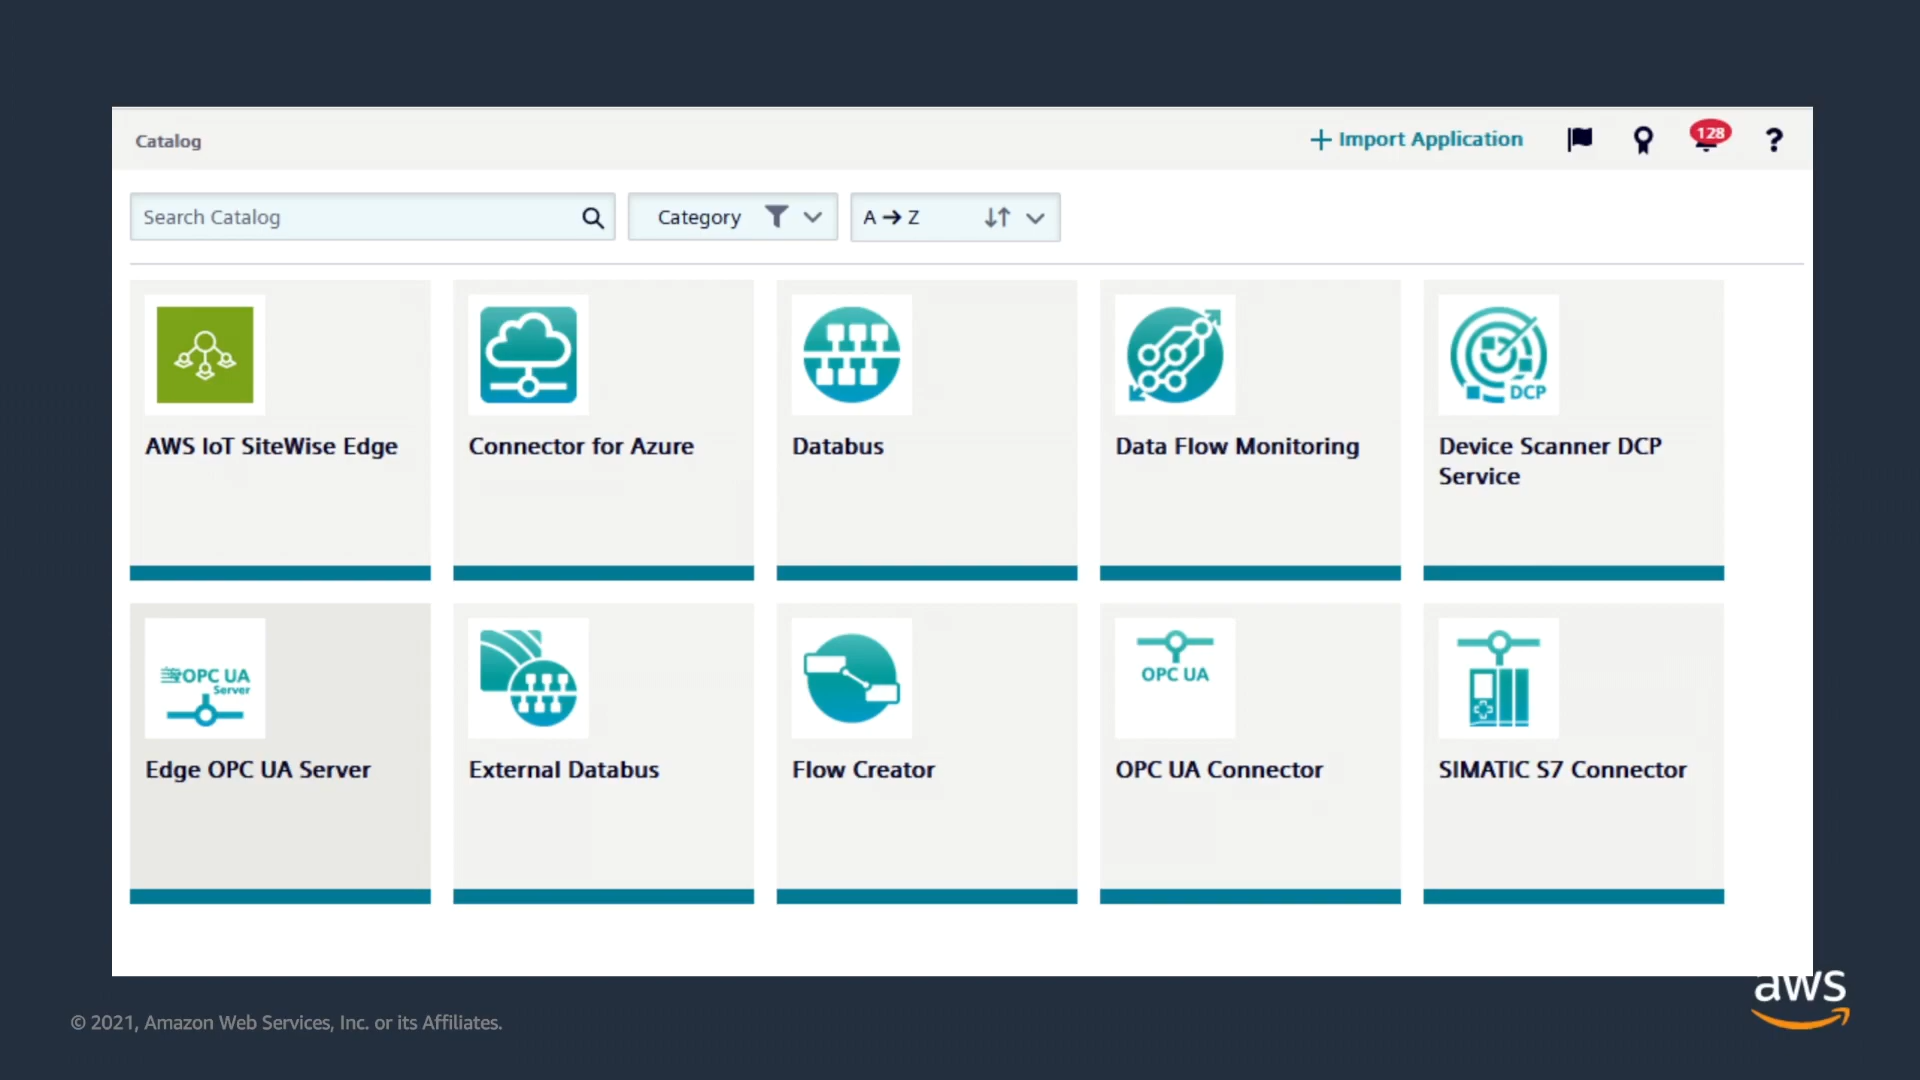 Catalog
Import Application
128
?
Search Catalog
Category
A → Z
DCP
AWS IoT SiteWise Edge
Connector for Azure
Databus
Data Flow Monitoring
Device Scanner DCP
Service
OPC UA
Server
OPC UA
Edge OPC UA Server
External Databus
Flow Creator
OPC UA Connector
SIMATIC S7 Connector
aws
© 2021, Amazon Web Services, Inc. or its Affiliates.